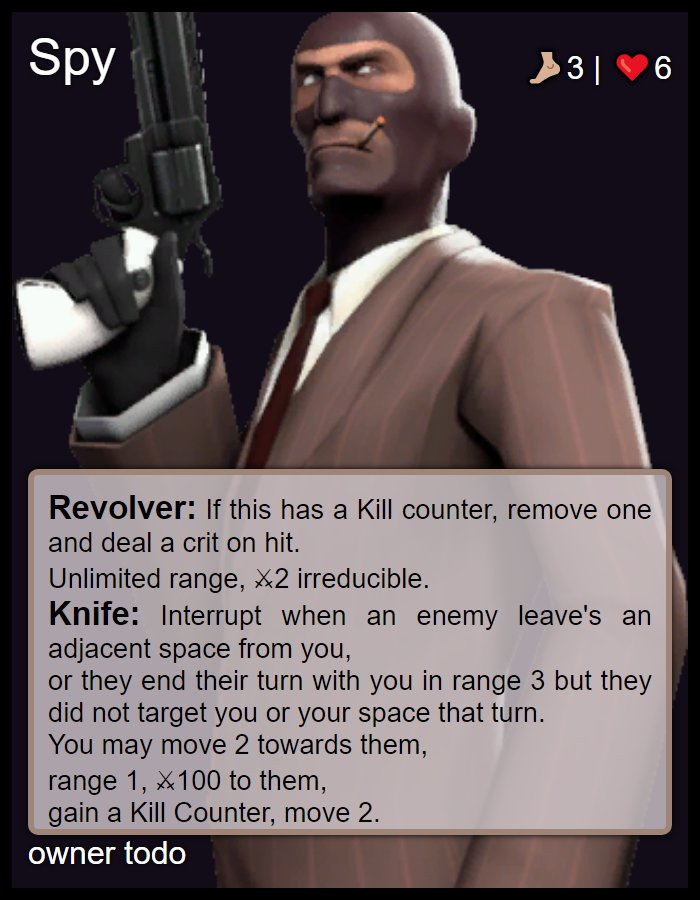 Spy
🦶🏼3 | ❤️6
Revolver: If this has a Kill counter, remove one
and deal a crit on hit.
Unlimited range, ⚔2 irreducible.
Knife: Interrupt when an enemy leave's an
adjacent space from you,
or they end their turn with you in range 3 but they
did not target you or your space that turn.
You may move 2 towards them,
range 1, ⚔100 to them,
gain a Kill Counter, move 2.
owner todo